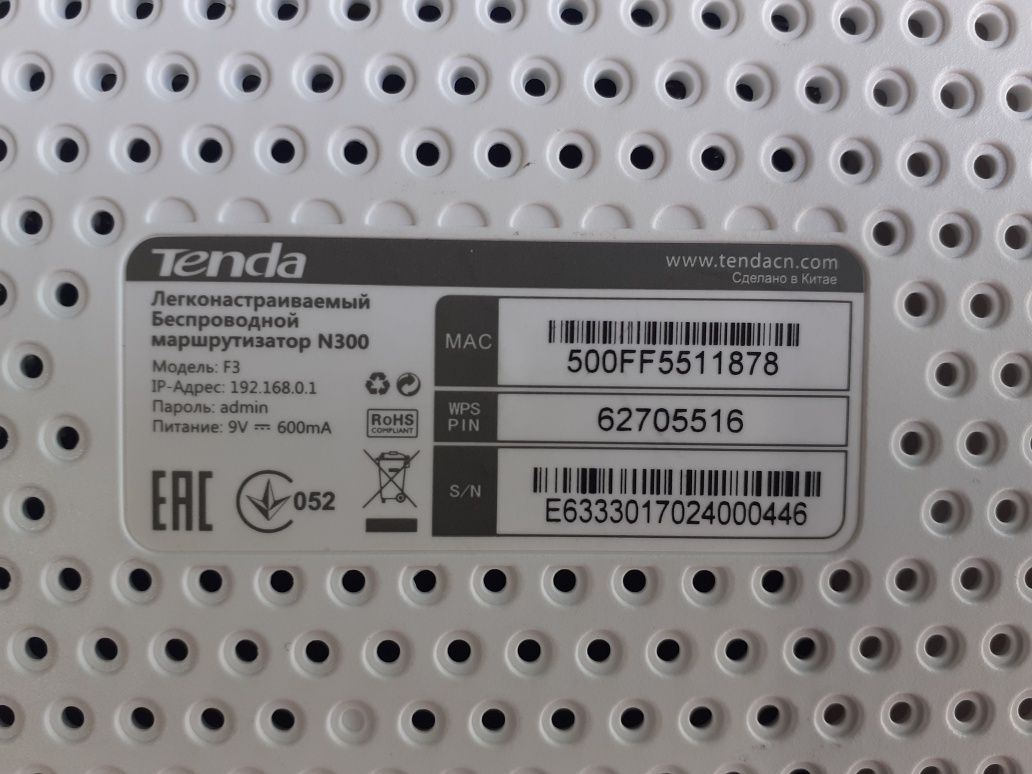 Tenda
www.tendacn.com
Сделано в Китае
Легконастраиваемый
Беспроводной
маршрутизатор N300
Модель: F3
IP-Адрес: 192.168.0.1
Пароль: admin
Питание: 9V ⎓ 600mA
RoHS
COMPLIANT
EAC
052
MAC
500FF5511878
WPS
PIN
62705516
S/N
E6333017024000446